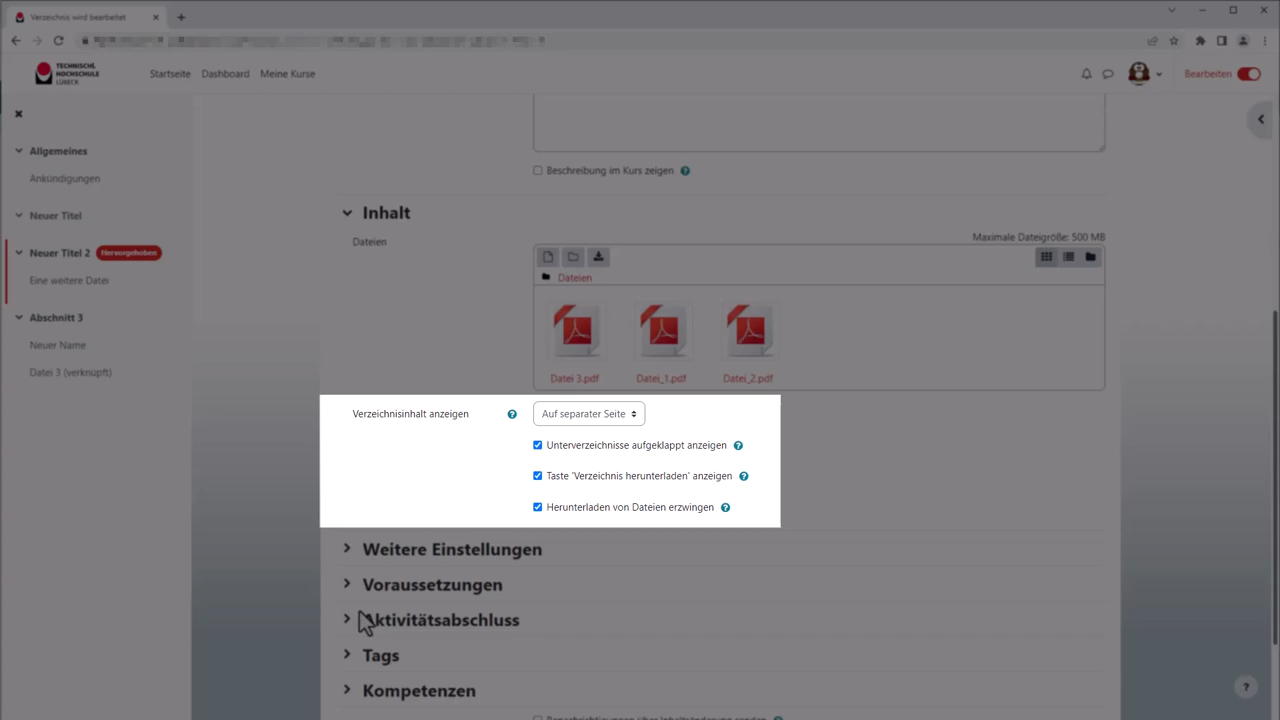 Verzeichnis wird bearbeitet
TECHNISCHE
HOCHSCHULE
LÜBECK
Startseite
Dashboard
Meine Kurse
Bearbeiten
Allgemeines
Ankündigungen
Neuer Titel
Neuer Titel 2
Hervorgehoben
Eine weitere Datei
Abschnitt 3
Neuer Name
Datei 3 (verknüpft)
Beschreibung im Kurs zeigen
Inhalt
Dateien
Maximale Dateigröße: 500 MB
Dateien
Datei 3.pdf
Datei_1.pdf
Datei_2.pdf
Verzeichnisinhalt anzeigen
Auf separater Seite
Unterverzeichnisse aufgeklappt anzeigen
Taste 'Verzeichnis herunterladen' anzeigen
Herunterladen von Dateien erzwingen
Weitere Einstellungen
Voraussetzungen
Aktivitätsabschluss
Tags
Kompetenzen